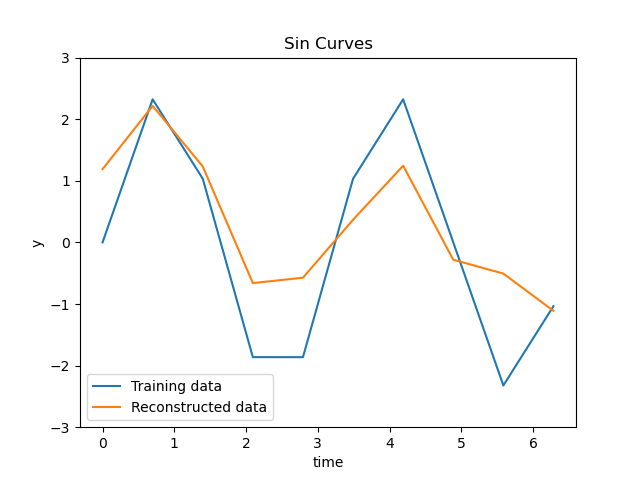 Sin Curves
3
2
1
0
−1
−2
−3
y
Training data
Reconstructed data
0 1 2 3 4 5 6
time